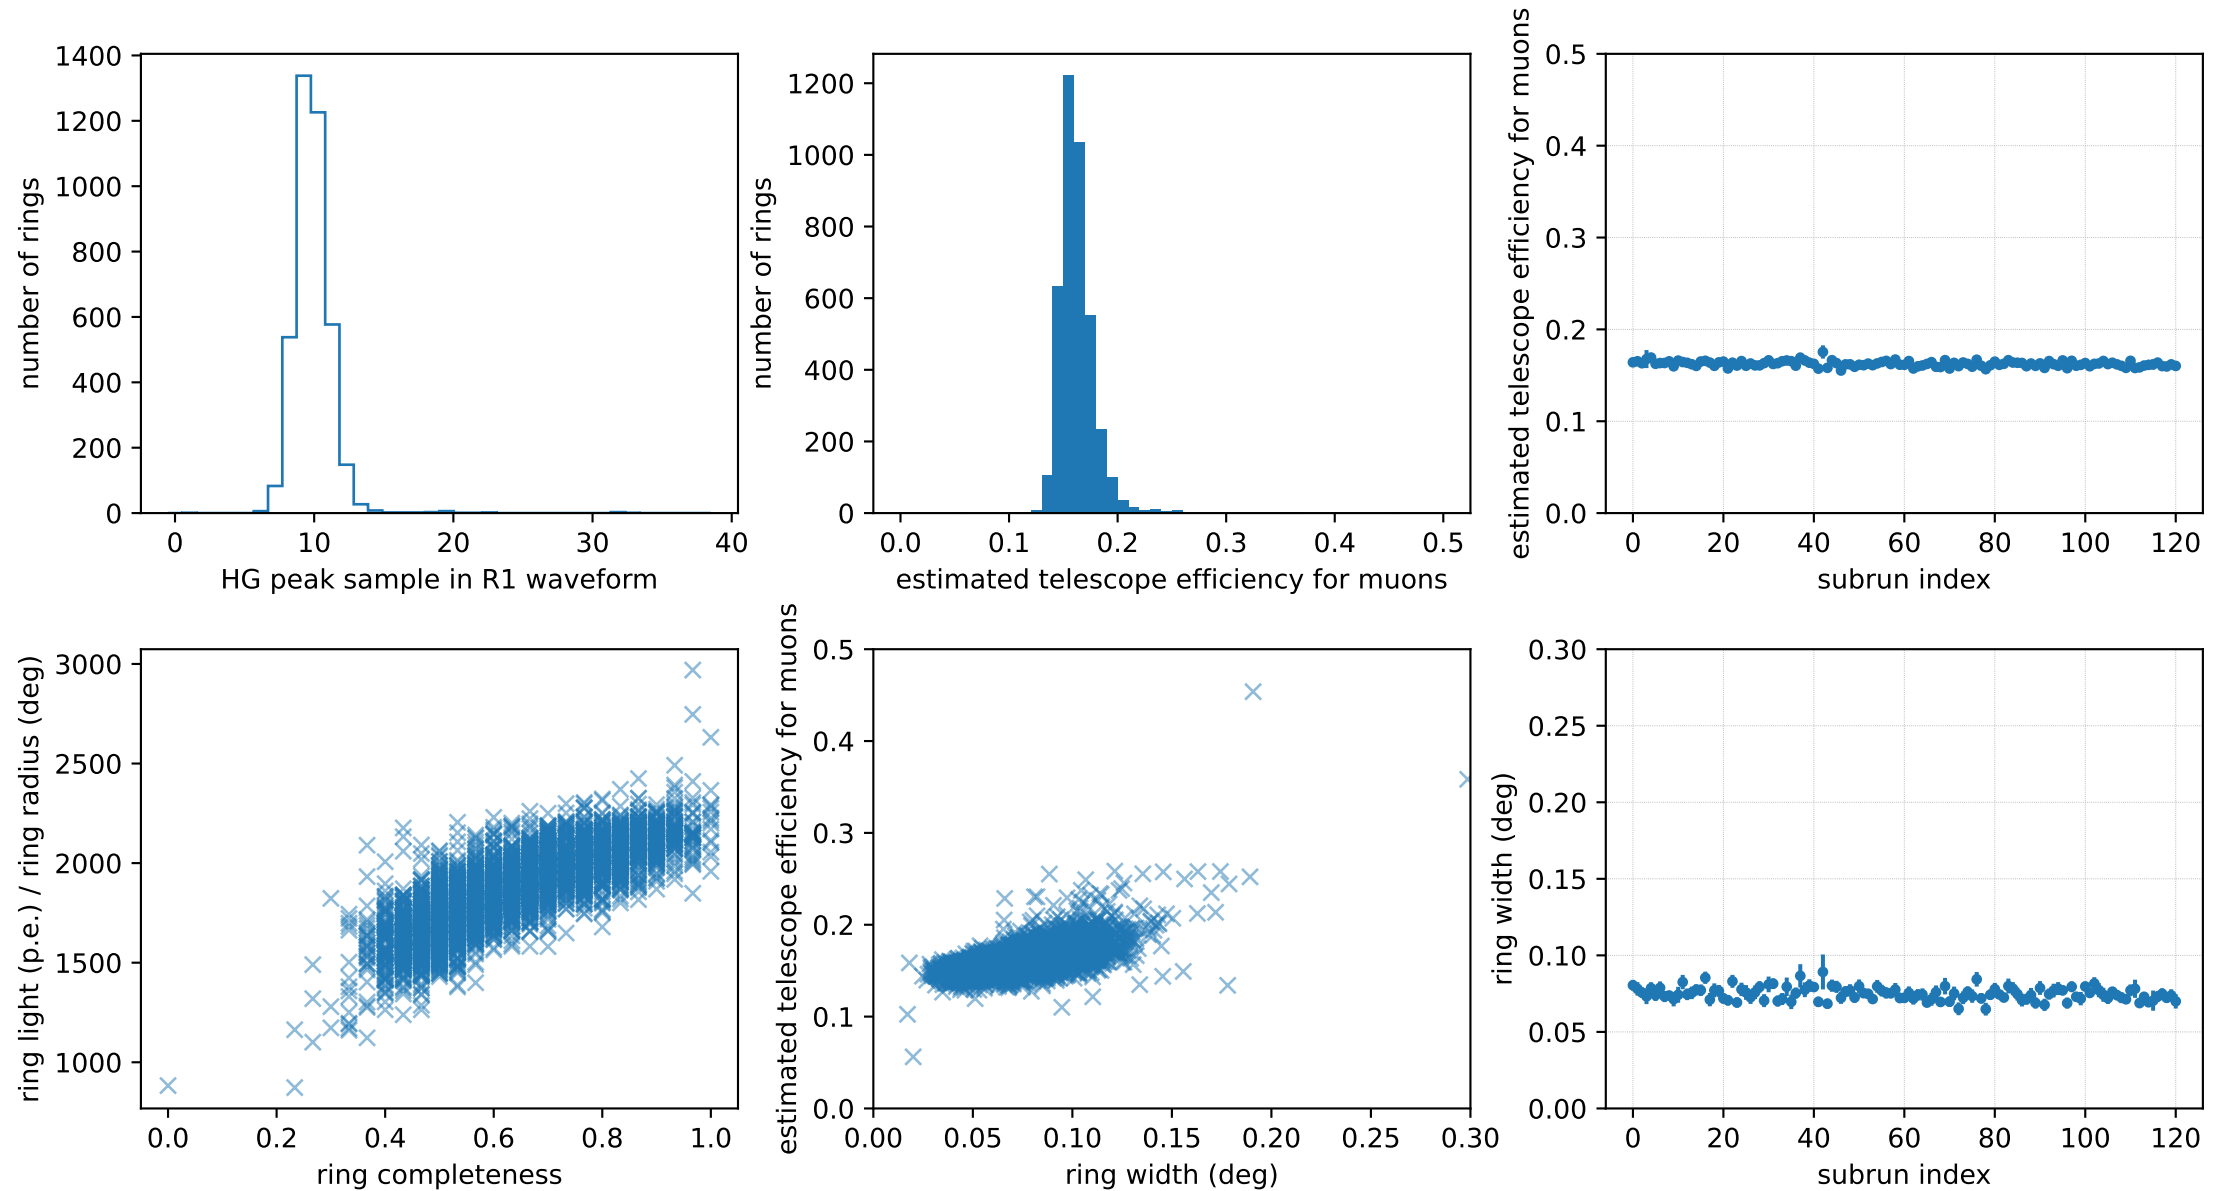 number of rings
1400
1200
1000
800
600
400
200
0
0 10 20 30 40
HG peak sample in R1 waveform
number of rings
1200
1000
800
600
400
200
0
0.0 0.1 0.2 0.3 0.4 0.5
estimated telescope efficiency for muons
estimated telescope efficiency for muons
0.5
0.4
0.3
0.2
0.1
0.0
0 20 40 60 80 100 120
subrun index
ring light (p.e.) / ring radius (deg)
3000
2500
2000
1500
1000
0.0 0.2 0.4 0.6 0.8 1.0
ring completeness
estimated telescope efficiency for muons
0.5
0.4
0.3
0.2
0.1
0.0
0.00 0.05 0.10 0.15 0.20 0.25 0.30
ring width (deg)
ring width (deg)
0.30
0.25
0.20
0.15
0.10
0.05
0.00
0 20 40 60 80 100 120
subrun index